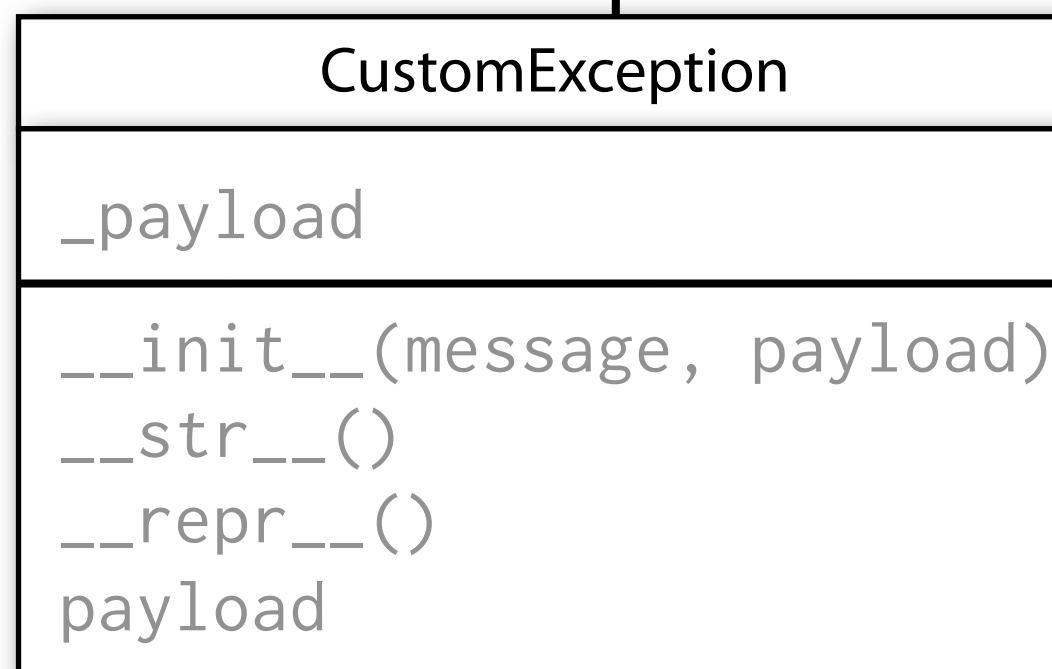 CustomException
_payload
__init__(message, payload)
__str__()
__repr__()
payload